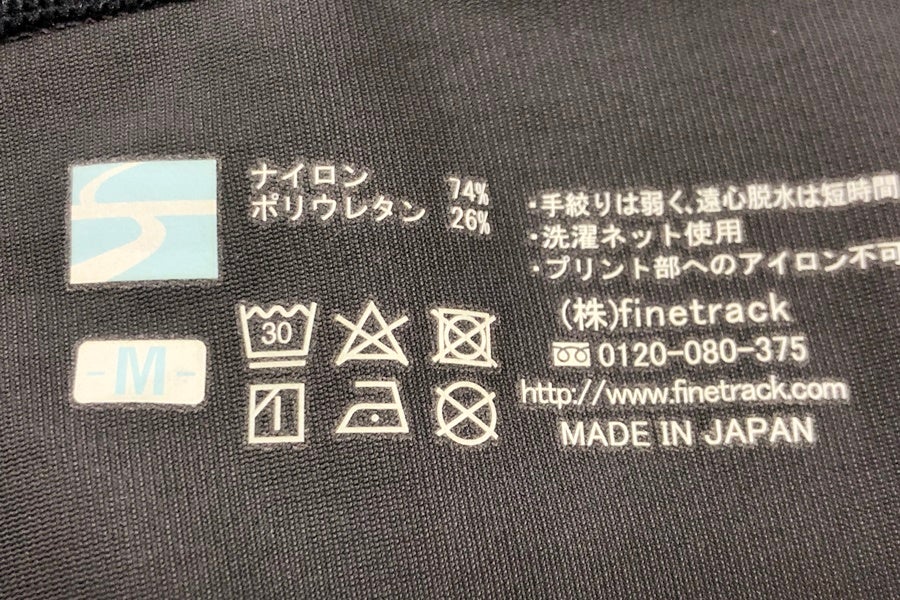 ナイロン 74%
ポリウレタン 26%
・手絞りは弱く、遠心脱水は短時間
・洗濯ネット使用
・プリント部へのアイロン不可
30
(株)finetrack
0120-080-375
-M-
http://www.finetrack.com
MADE IN JAPAN